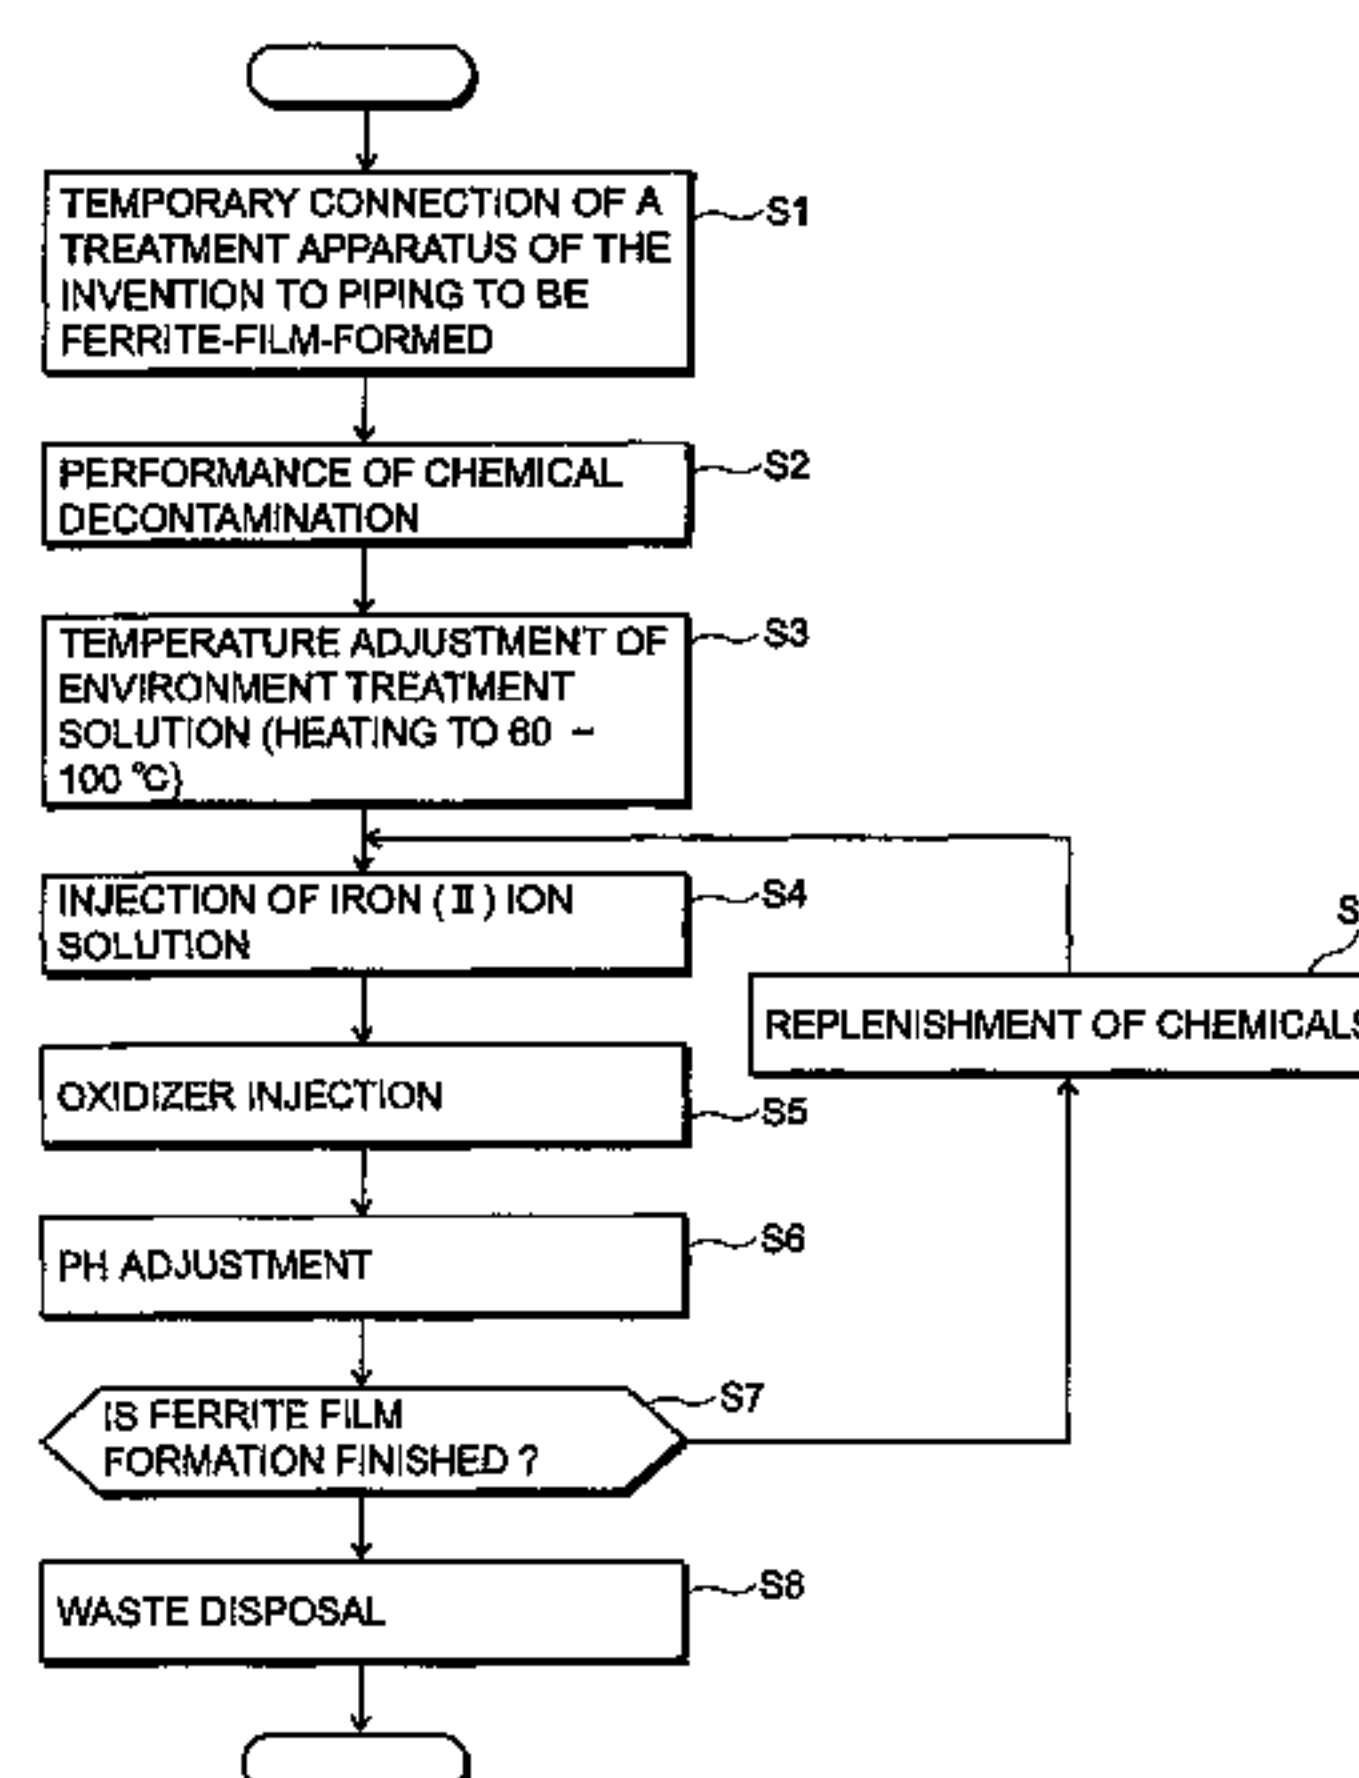 TEMPORARY CONNECTION OF A
TREATMENT APPARATUS OF THE
INVENTION TO PIPING TO BE
FERRITE-FILM-FORMED
S1
PERFORMANCE OF CHEMICAL
DECONTAMINATION
S2
TEMPERATURE ADJUSTMENT OF
ENVIRONMENT TREATMENT
SOLUTION (HEATING TO 60 –
100 ℃)
S3
INJECTION OF IRON (Ⅱ) ION
SOLUTION
S4
S
REPLENISHMENT OF CHEMICALS
OXIDIZER INJECTION
S5
PH ADJUSTMENT
S6
IS FERRITE FILM
FORMATION FINISHED ?
S7
WASTE DISPOSAL
S8